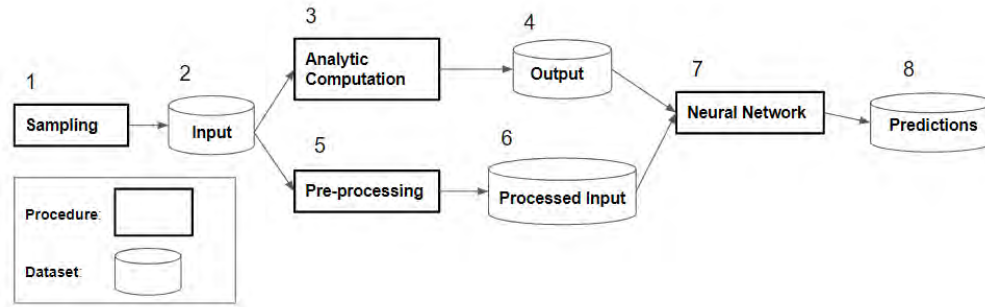 1
Sampling
2
Input
3
Analytic
Computation
4
Output
5
Pre-processing
6
Processed Input
7
Neural Network
8
Predictions
Procedure:
Dataset: